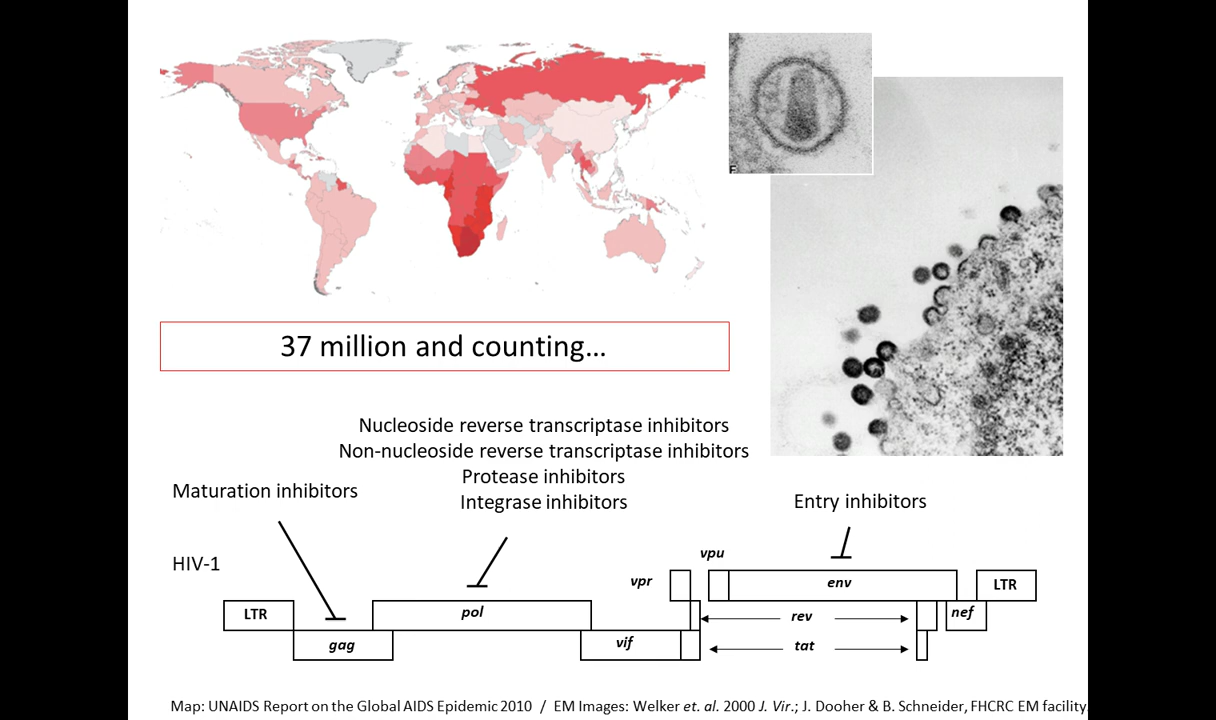 F
37 million and counting...
Nucleoside reverse transcriptase inhibitors
Non-nucleoside reverse transcriptase inhibitors
Protease inhibitors
Integrase inhibitors
Maturation inhibitors
Entry inhibitors
HIV-1
vpu
vpr
env
LTR
LTR
pol
rev
nef
gag
vif
tat
Map: UNAIDS Report on the Global AIDS Epidemic 2010 / EM Images: Welker et. al. 2000 J. Vir.; J. Dooher & B. Schneider, FHCRC EM facility.